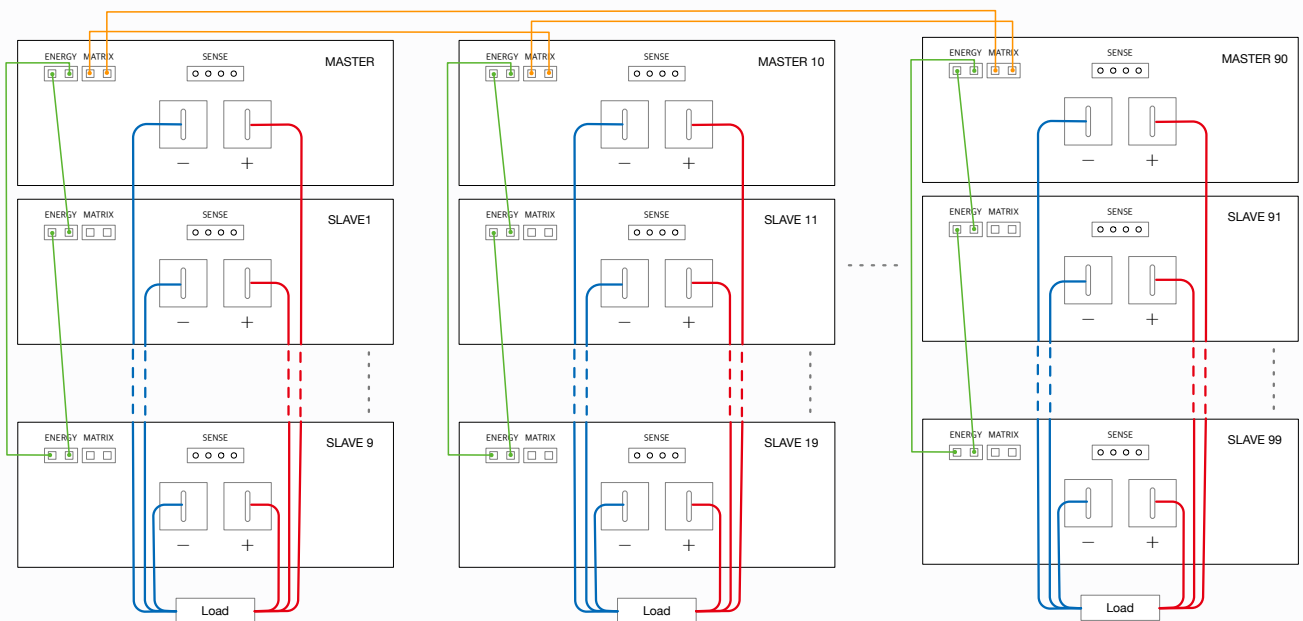 ENERGY MATRIX SENSE MASTER
− +
ENERGY MATRIX SENSE SLAVE1
− +
ENERGY MATRIX SENSE SLAVE 9
− +
Load
ENERGY MATRIX SENSE MASTER 10
− +
ENERGY MATRIX SENSE SLAVE 11
− +
ENERGY MATRIX SENSE SLAVE 19
− +
Load
ENERGY MATRIX SENSE MASTER 90
− +
ENERGY MATRIX SENSE SLAVE 91
− +
ENERGY MATRIX SENSE SLAVE 99
− +
Load